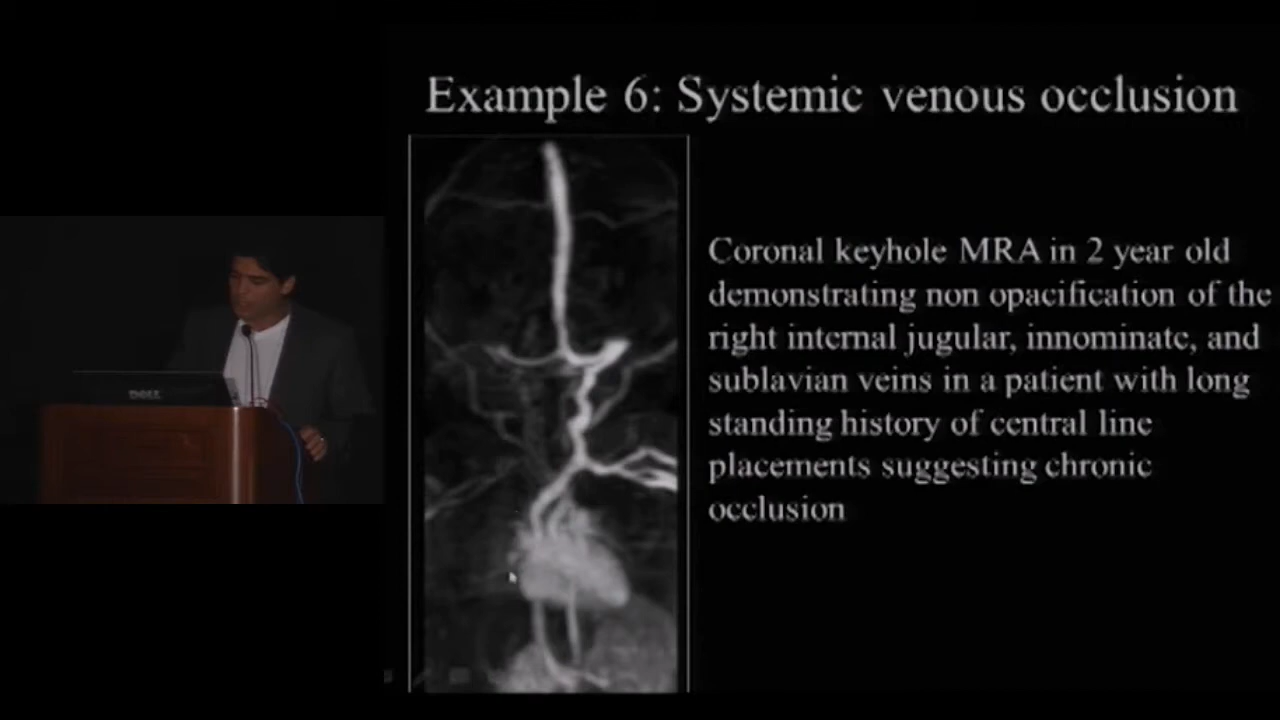 Example 6: Systemic venous occlusion
Coronal keyhole MRA in 2 year old
demonstrating non opacification of the
right internal jugular, innominate, and
sublavian veins in a patient with long
standing history of central line
placements suggesting chronic
occlusion
DELL